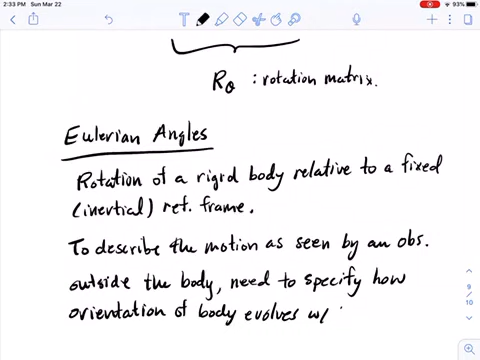 2:33 PM Sun Mar 22
93%
Rθ : rotation matrix.
Eulerian Angles
Rotation of a rigid body relative to a fixed
(inertial) ref. frame.
To describe the motion as seen by an obs.
outside the body, need to specify how
orientation of body evolves w/
9
/
10